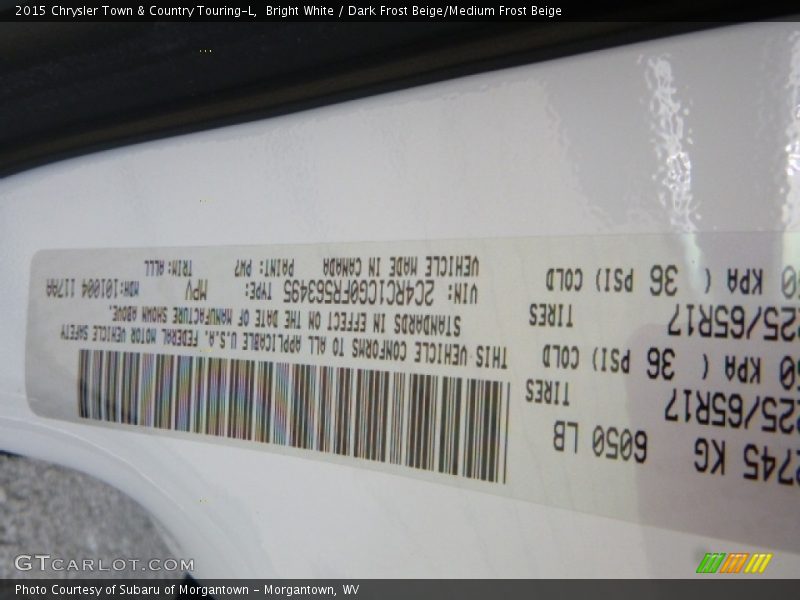 2015 Chrysler Town & Country Touring-L, Bright White / Dark Frost Beige/Medium Frost Beige
2745 KG 6050 LB
225/65R17 TIRES
KPA ( 36 PSI) COLD
225/65R17 TIRES
KPA ( 36 PSI) COLD
THIS VEHICLE CONFORMS TO ALL APPLICABLE U.S.A. FEDERAL MOTOR VEHICLE SAFETY
STANDARDS IN EFFECT ON THE DATE OF MANUFACTURE SHOWN ABOVE.
VIN: 2C4RC1CG0FR563495 TYPE: MPV MDH: 101004 117AA
VEHICLE MADE IN CANADA PAINT: PW7 TRIM:
GTCARLOT.COM
Photo Courtesy of Subaru of Morgantown - Morgantown, WV